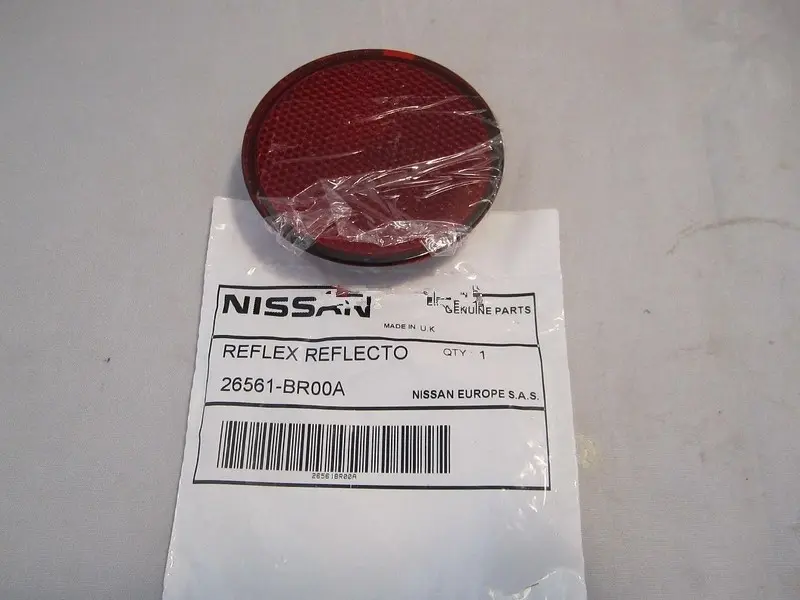 NISSAN
GENUINE PARTS
MADE IN U.K
REFLEX REFLECTO QTY 1
26561-BR00A NISSAN EUROPE S.A.S.
26561BR00A